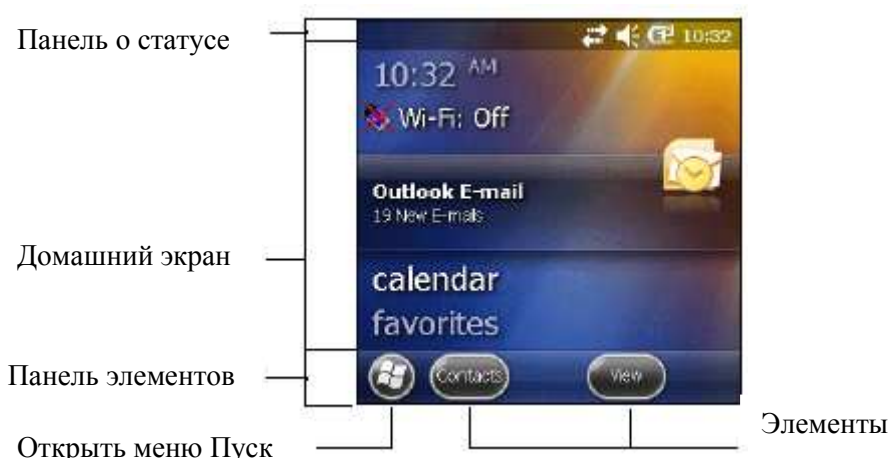 Панель о статусе
10:32
10:32 AM
Wi-Fi: Off
Outlook E-mail
19 New E-mails
Домашний экран
calendar
favorites
Панель элементов
Contacts
View
Элементы
Открыть меню Пуск